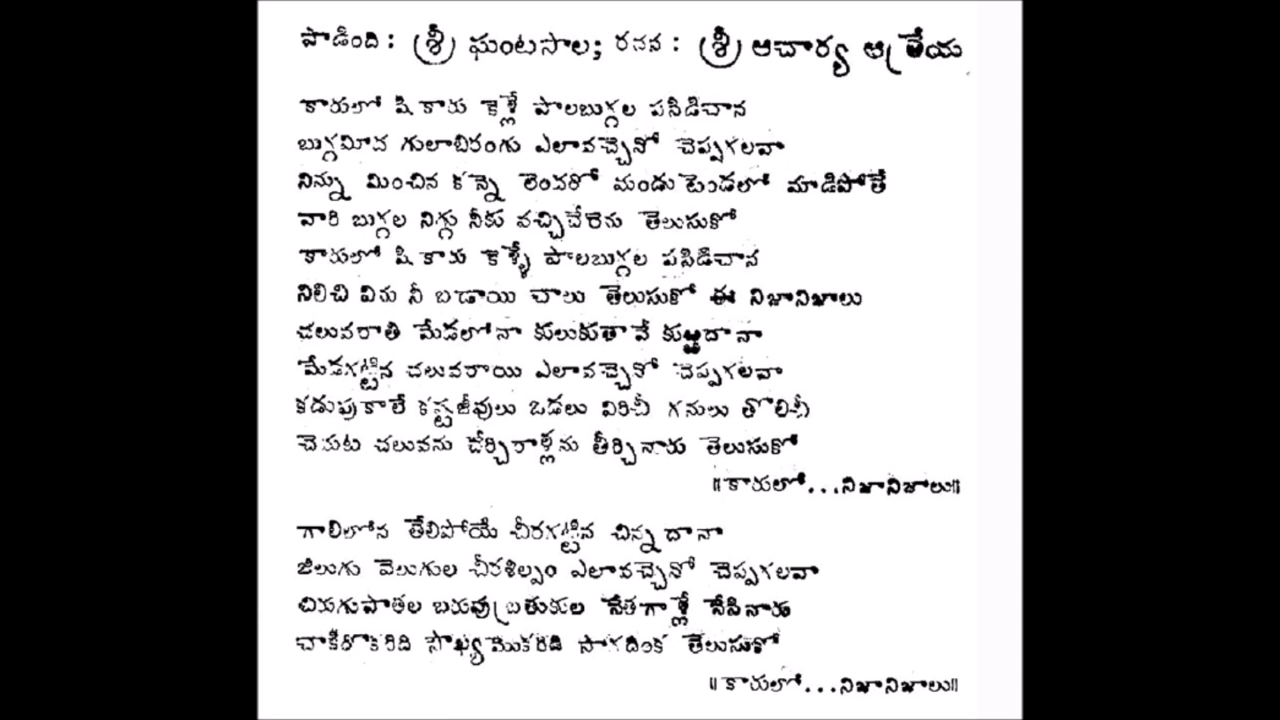 పాడింది : (శ్రీ) ఘంటసాల; రచన : (శ్రీ) ఆచార్య ఆత్రేయ
కారులో షికారు కెళ్లే పాలబుగ్గల పసిడిచాన
బుగ్గమీద గులాబిరంగు ఎలావచ్చెనో చెప్పగలవా
నిన్ను మించిన కన్నె లెందరో మండు టెండలో మాడిపోతే
వారి బుగ్గల నిగ్గు నీకు వచ్చిచేరెను తెలుసుకో
కారులో షికారు కెళ్ళే పాలబుగ్గల పసిడిచాన
నిలిచి విను నీ బడాయి చాలు తెలుసుకో ఈ నిజానిజాలు
చలువరాతి మేడలోనా కులుకుతావే కుఱ్ఱదానా
మేడగట్టిన చలువరాయి ఎలావచ్చెనో చెప్పగలవా
కడుపుకాలే కష్టజీవులు ఒడలు విరిచీ గనులు తొలిచీ
చెమట చలువను చేర్చిరాళ్లను తీర్చినారు తెలుసుకో
॥కారులో...నిజానిజాలు॥
గాలిలోన తేలిపోయే చీరగట్టిన చిన్నదానా
జిలుగు వెలుగుల చీరశిల్పం ఎలావచ్చెనో చెప్పగలవా
చిరుగుపాతల బరువుబ్రతుకుల నేతగాళ్లే నేసినారు
చాకిరొకరిది సౌఖ్యమొకరిది సాగదింక తెలుసుకో
॥కారులో...నిజానిజాలు॥